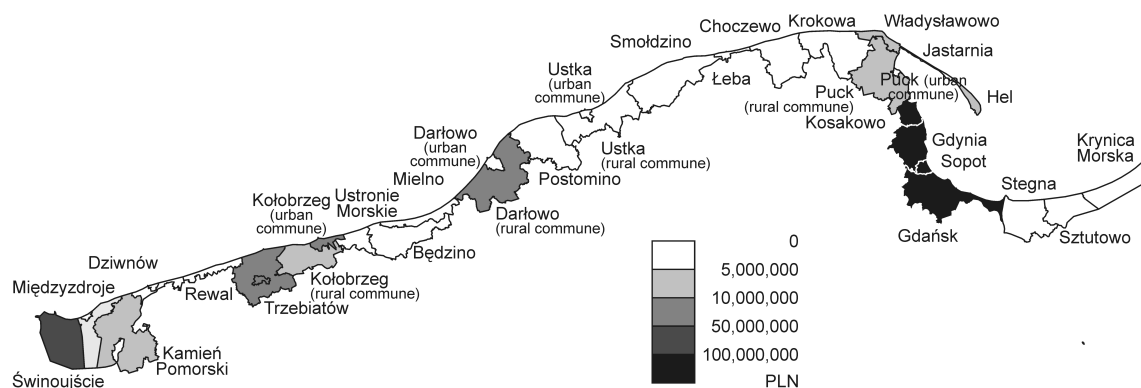 Choczewo
Krokowa
Władysławowo
Smołdzino
Jastarnia
Ustka
(urban
commune)
Łeba
Puck (urban
commune)
Puck
(rural commune)
Hel
Kosakowo
Darłowo
(urban
commune)
Ustka
(rural commune)
Gdynia
Sopot
Krynica
Morska
Mielno
Postomino
Stegna
Kołobrzeg
(urban
commune)
Ustronie
Morskie
Darłowo
(rural commune)
Gdańsk
Sztutowo
Będzino
Dziwnów
Kołobrzeg
(rural commune)
Międzyzdroje
Rewal
Trzebiatów
Kamień
Pomorski
Świnoujście
0
5,000,000
10,000,000
50,000,000
100,000,000
PLN